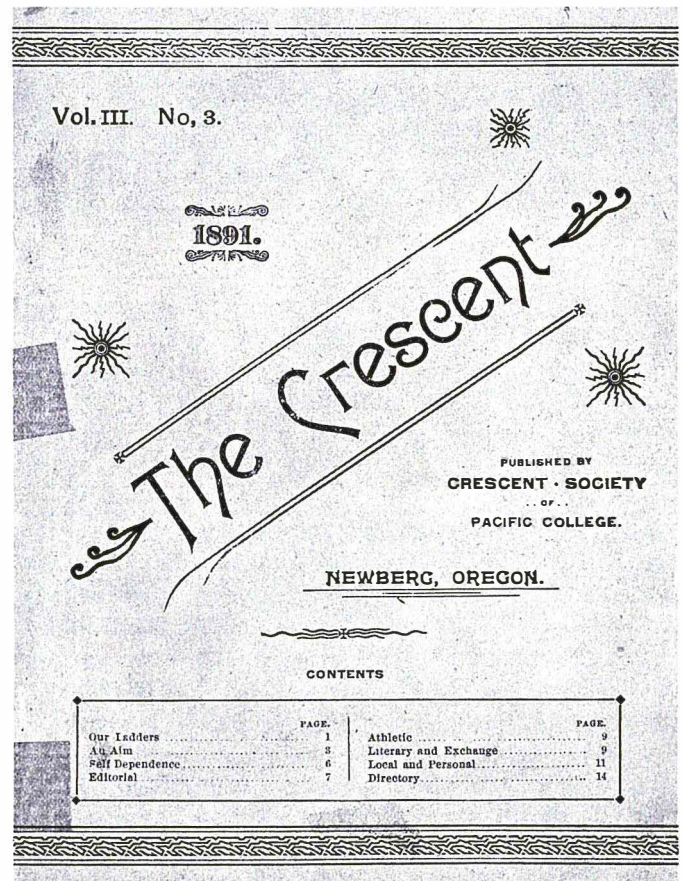 Vol. III. No, 3.
1891.
The Crescent
PUBLISHED BY
CRESCENT · SOCIETY
. . OF . .
PACIFIC COLLEGE.
NEWBERG, OREGON.
CONTENTS
PAGE.
Our Ladders 1
An Aim 3
Self Dependence 6
Editorial 7
PAGE.
Athletic 9
Literary and Exchange 9
Local and Personal 11
Directory 14